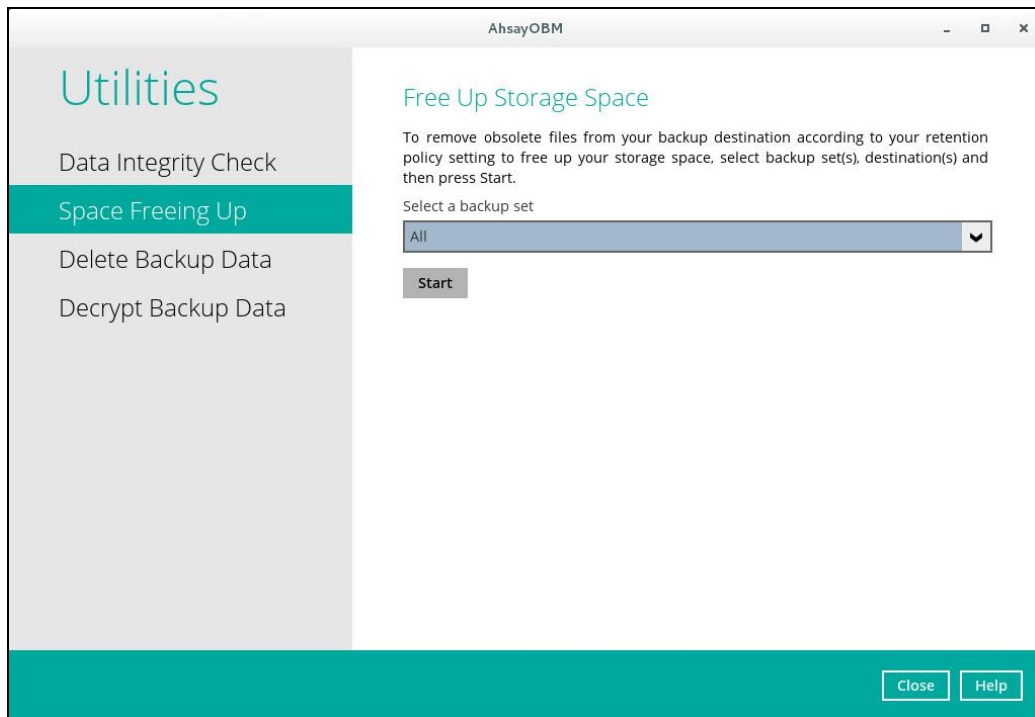 AhsayOBM
Utilities
Data Integrity Check
Space Freeing Up
Delete Backup Data
Decrypt Backup Data
Free Up Storage Space
To remove obsolete files from your backup destination according to your retention
policy setting to free up your storage space, select backup set(s), destination(s) and
then press Start.
Select a backup set
All
Start
Close
Help